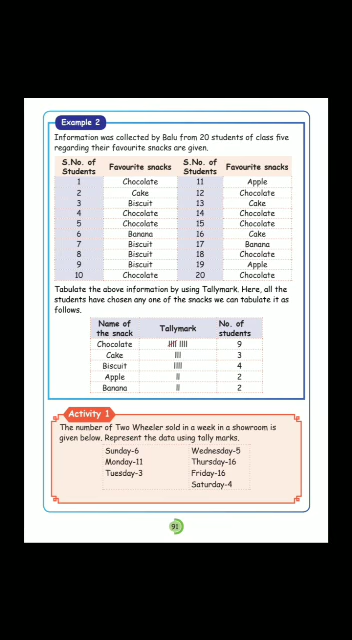 Example 2
Information was collected by Balu from 20 students of class five
regarding their favourite snacks are given.
S.No. of Students Favourite snacks S.No. of Students Favourite snacks
1 Chocolate 11 Apple
2 Cake 12 Chocolate
3 Biscuit 13 Cake
4 Chocolate 14 Chocolate
5 Chocolate 15 Chocolate
6 Banana 16 Cake
7 Biscuit 17 Banana
8 Biscuit 18 Chocolate
9 Biscuit 19 Apple
10 Chocolate 20 Chocolate
Tabulate the above information by using Tallymark. Here, all the
students have chosen any one of the snacks we can tabulate it as
follows.
Name of the snack Tallymark No. of students
Chocolate 9
Cake 3
Biscuit 4
Apple 2
Banana 2
Activity 1
The number of Two Wheeler sold in a week in a showroom is
given below. Represent the data using tally marks.
Sunday-6 Wednesday-5
Monday-11 Thursday-16
Tuesday-3 Friday-16
Saturday-4
91